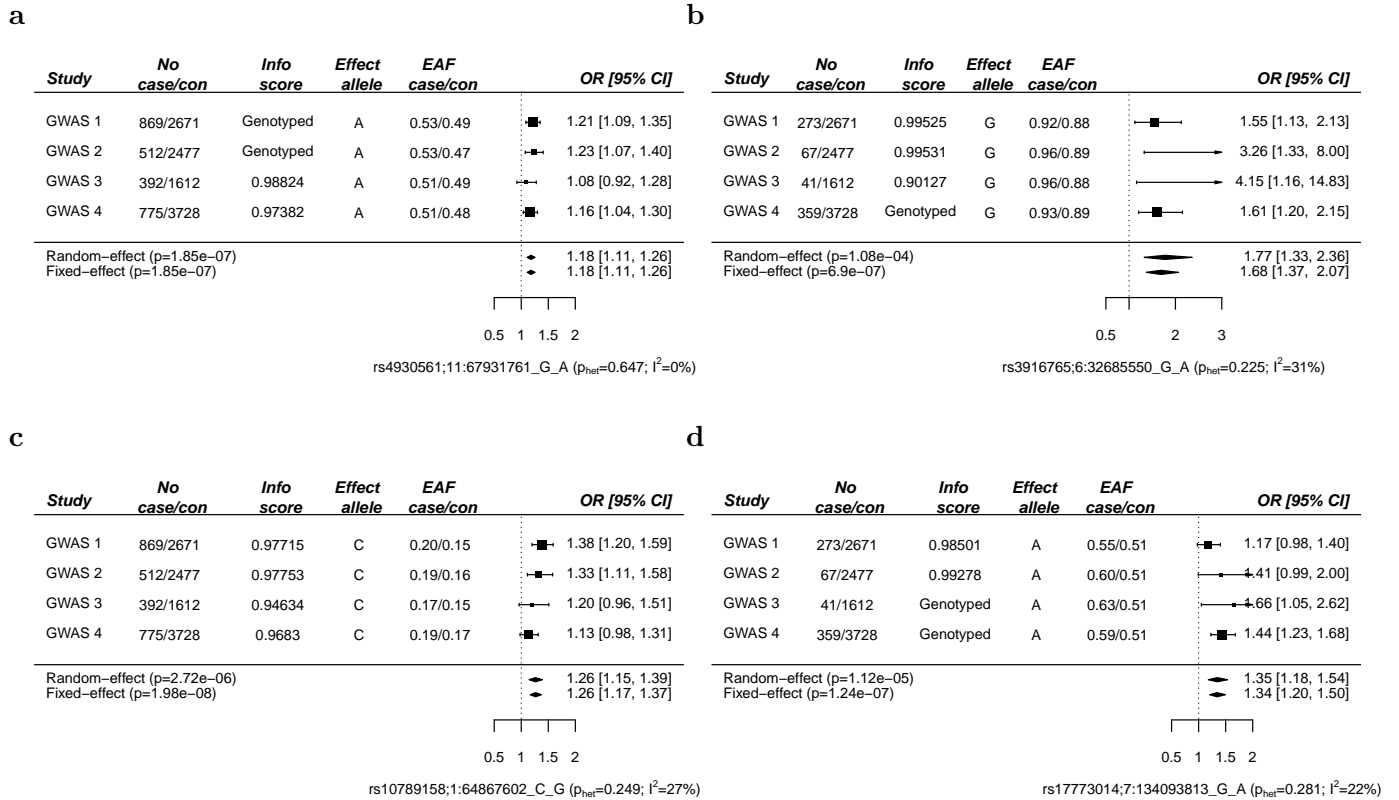 a
Study No case/con Info score Effect allele EAF case/con OR [95% CI]
GWAS 1 869/2671 Genotyped A 0.53/0.49 1.21 [1.09, 1.35]
GWAS 2 512/2477 Genotyped A 0.53/0.47 1.23 [1.07, 1.40]
GWAS 3 392/1612 0.98824 A 0.51/0.49 1.08 [0.92, 1.28]
GWAS 4 775/3728 0.97382 A 0.51/0.48 1.16 [1.04, 1.30]
Random−effect (p=1.85e−07) 1.18 [1.11, 1.26]
Fixed−effect (p=1.85e−07) 1.18 [1.11, 1.26]
0.5 1 1.5 2
rs4930561;11:67931761_G_A (phet=0.647; I2=0%)
b
Study No case/con Info score Effect allele EAF case/con OR [95% CI]
GWAS 1 273/2671 0.99525 G 0.92/0.88 1.55 [1.13, 2.13]
GWAS 2 67/2477 0.99531 G 0.96/0.89 3.26 [1.33, 8.00]
GWAS 3 41/1612 0.90127 G 0.96/0.88 4.15 [1.16, 14.83]
GWAS 4 359/3728 Genotyped G 0.93/0.89 1.61 [1.20, 2.15]
Random−effect (p=1.08e−04) 1.77 [1.33, 2.36]
Fixed−effect (p=6.9e−07) 1.68 [1.37, 2.07]
0.5 2 3
rs3916765;6:32685550_G_A (phet=0.225; I2=31%)
c
Study No case/con Info score Effect allele EAF case/con OR [95% CI]
GWAS 1 869/2671 0.97715 C 0.20/0.15 1.38 [1.20, 1.59]
GWAS 2 512/2477 0.97753 C 0.19/0.16 1.33 [1.11, 1.58]
GWAS 3 392/1612 0.94634 C 0.17/0.15 1.20 [0.96, 1.51]
GWAS 4 775/3728 0.9683 C 0.19/0.17 1.13 [0.98, 1.31]
Random−effect (p=2.72e−06) 1.26 [1.15, 1.39]
Fixed−effect (p=1.98e−08) 1.26 [1.17, 1.37]
0.5 1 1.5 2
rs10789158;1:64867602_C_G (phet=0.249; I2=27%)
d
Study No case/con Info score Effect allele EAF case/con OR [95% CI]
GWAS 1 273/2671 0.98501 A 0.55/0.51 1.17 [0.98, 1.40]
GWAS 2 67/2477 0.99278 A 0.60/0.51 1.41 [0.99, 2.00]
GWAS 3 41/1612 Genotyped A 0.63/0.51 1.66 [1.05, 2.62]
GWAS 4 359/3728 Genotyped A 0.59/0.51 1.44 [1.23, 1.68]
Random−effect (p=1.12e−05) 1.35 [1.18, 1.54]
Fixed−effect (p=1.24e−07) 1.34 [1.20, 1.50]
0.5 1 1.5 2
rs17773014;7:134093813_G_A (phet=0.281; I2=22%)